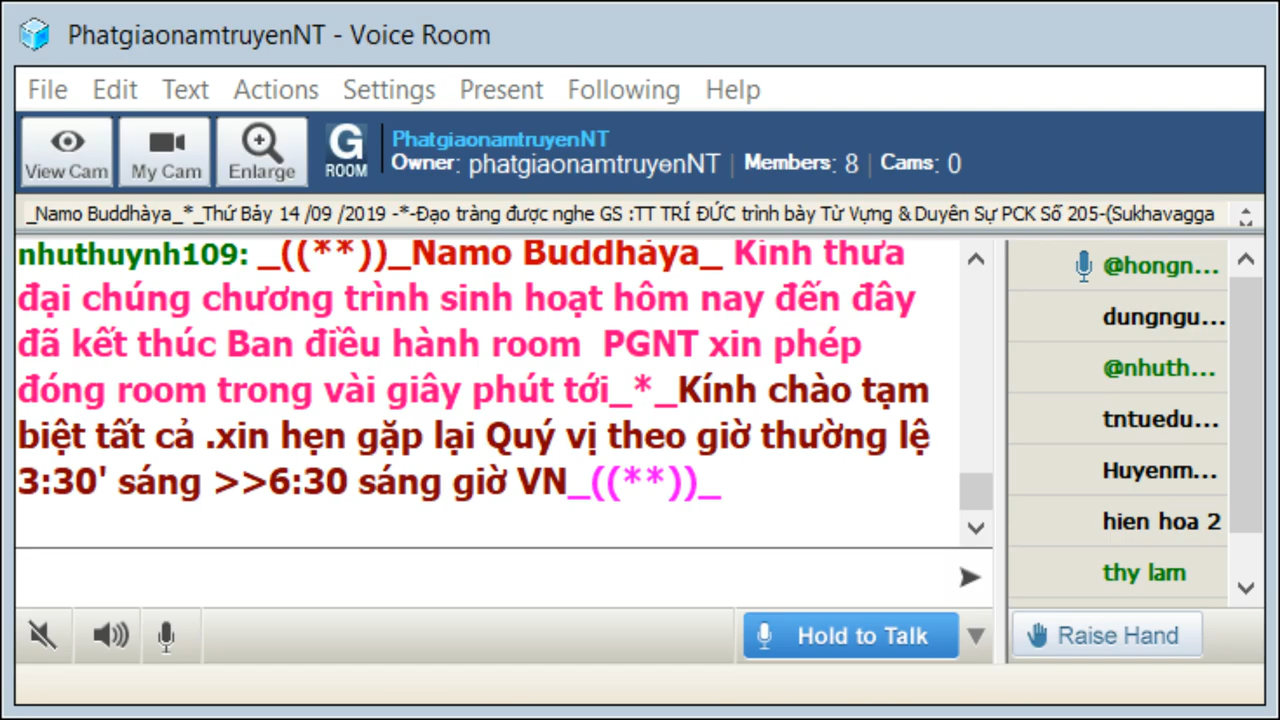 PhatgiaonamtruyenNT - Voice Room
File Edit Text Actions Settings Present Following Help
View Cam My Cam Enlarge G ROOM
PhatgiaonamtruyenNT
Owner: phatgiaonamtruyenNT | Members: 8 | Cams: 0
_Namo Buddhàya_*_Thứ Bảy 14 /09 /2019 -*-Đạo tràng được nghe GS :TT TRÍ ĐỨC trình bày Từ Vựng & Duyên Sự PCK Số 205-(Sukhavagga
nhuthuynh109: _((**))_Namo Buddhàya_ Kính thưa
đại chúng chương trình sinh hoạt hôm nay đến đây
đã kết thúc Ban điều hành room PGNT xin phép
đóng room trong vài giây phút tới_*_Kính chào tạm
biệt tất cả .xin hẹn gặp lại Quý vị theo giờ thường lệ
3:30' sáng >>6:30 sáng giờ VN_((**))_
@hongn...
dungngu...
@nhuth...
tntuedu...
Huyenm...
hien hoa 2
thy lam
Hold to Talk
Raise Hand